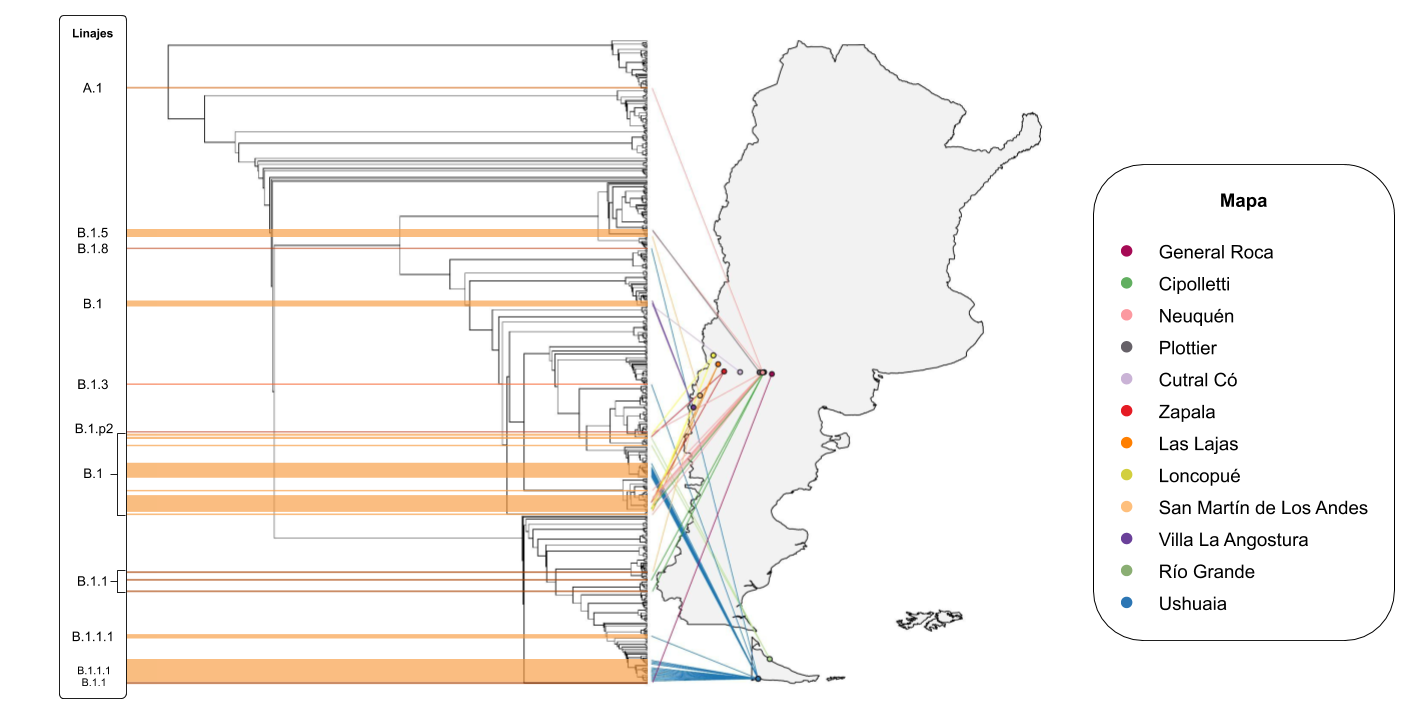 Linajes
A.1
B.1.5
B.1.8
B.1
B.1.3
B.1.p2
B.1
B.1.1
B.1.1.1
B.1.1.1
B.1.1
Mapa
General Roca
Cipolletti
Neuquén
Plottier
Cutral Có
Zapala
Las Lajas
Loncopué
San Martín de Los Andes
Villa La Angostura
Río Grande
Ushuaia